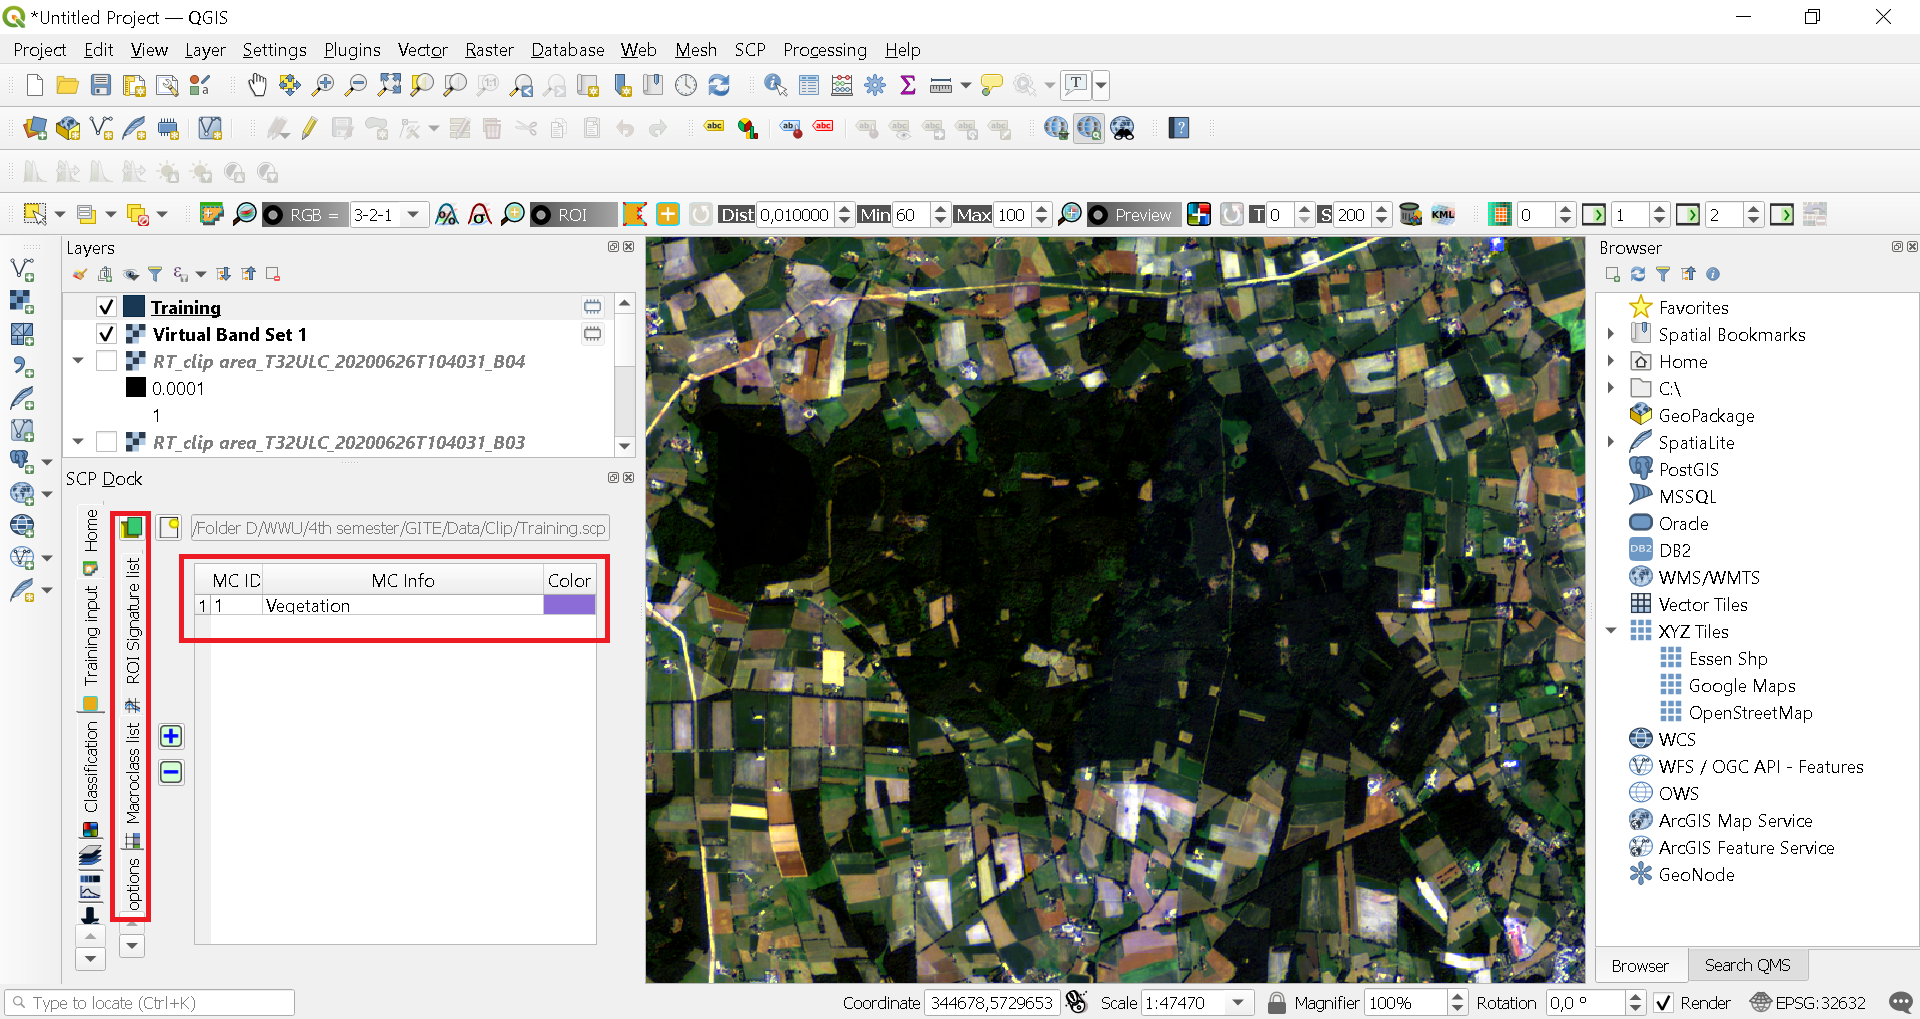 *Untitled Project — QGIS
Project Edit View Layer Settings Plugins Vector Raster Database Web Mesh SCP Processing Help
RGB = 3-2-1 ROI Dist 0,010000 Min 60 Max 100 Preview T 0 S 200 KML 0 1 2
Layers
Training
Virtual Band Set 1
RT_clip area_T32ULC_20200626T104031_B04
0.0001
1
RT_clip area_T32ULC_20200626T104031_B03
SCP Dock
Home
Training input
Classification
ROI Signature list
Macroclass list
options
/Folder D/WWU/4th semester/GITE/Data/Clip/Training.scp
MC ID MC Info Color
1 1 Vegetation
Browser
Favorites
Spatial Bookmarks
Home
C:\
GeoPackage
SpatiaLite
PostGIS
MSSQL
Oracle
DB2 DB2
WMS/WMTS
Vector Tiles
XYZ Tiles
Essen Shp
Google Maps
OpenStreetMap
WCS
WFS / OGC API - Features
OWS
ArcGIS Map Service
ArcGIS Feature Service
GeoNode
Browser Search QMS
Type to locate (Ctrl+K) Coordinate 344678,5729653 Scale 1:47470 Magnifier 100% Rotation 0,0 ° Render EPSG:32632